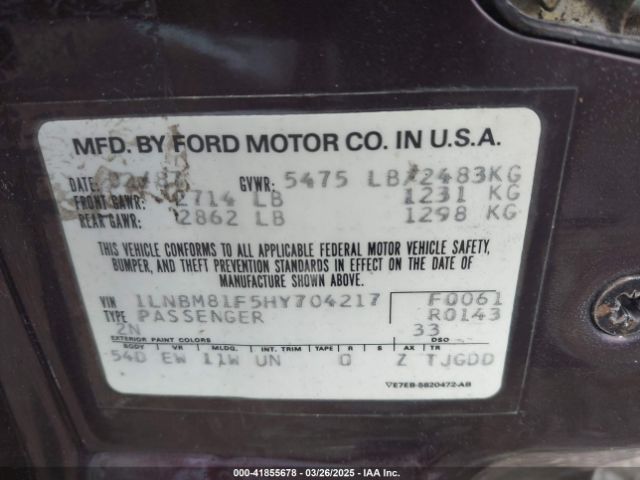 MFD. BY FORD MOTOR CO. IN U.S.A.
DATE: 02/87 GVWR: 5475 LB/2483KG
FRONT GAWR: 2714 LB 1231 KG
REAR GAWR: 2862 LB 1298 KG
THIS VEHICLE CONFORMS TO ALL APPLICABLE FEDERAL MOTOR VEHICLE SAFETY,
BUMPER, AND THEFT PREVENTION STANDARDS IN EFFECT ON THE DATE OF
MANUFACTURE SHOWN ABOVE.
VIN 1LNBM81F5HY704217 F0061
TYPE PASSENGER R0143
2N 33
EXTERIOR PAINT COLORS DSO
BODY VR MLDG. INT. TRIM TAPE R S AX TR
54D EW 11W UN Q Z TJGDD
E7EB-5820472-AB
000-41855678 - 03/26/2025 - IAA Inc.